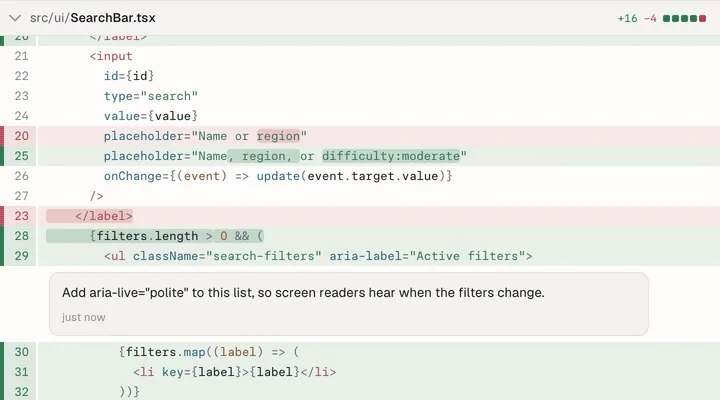 src/ui/SearchBar.tsx +16 -4
20 </label>
21 <input
22 id={id}
23 type="search"
24 value={value}
20 placeholder="Name or region"
25 placeholder="Name, region, or difficulty:moderate"
26 onChange={(event) => update(event.target.value)}
27 />
23 </label>
28 {filters.length > 0 && (
29 <ul className="search-filters" aria-label="Active filters">
Add aria-live="polite" to this list, so screen readers hear when the filters change.
just now
30 {filters.map((label) => (
31 <li key={label}>{label}</li>
32 ))}